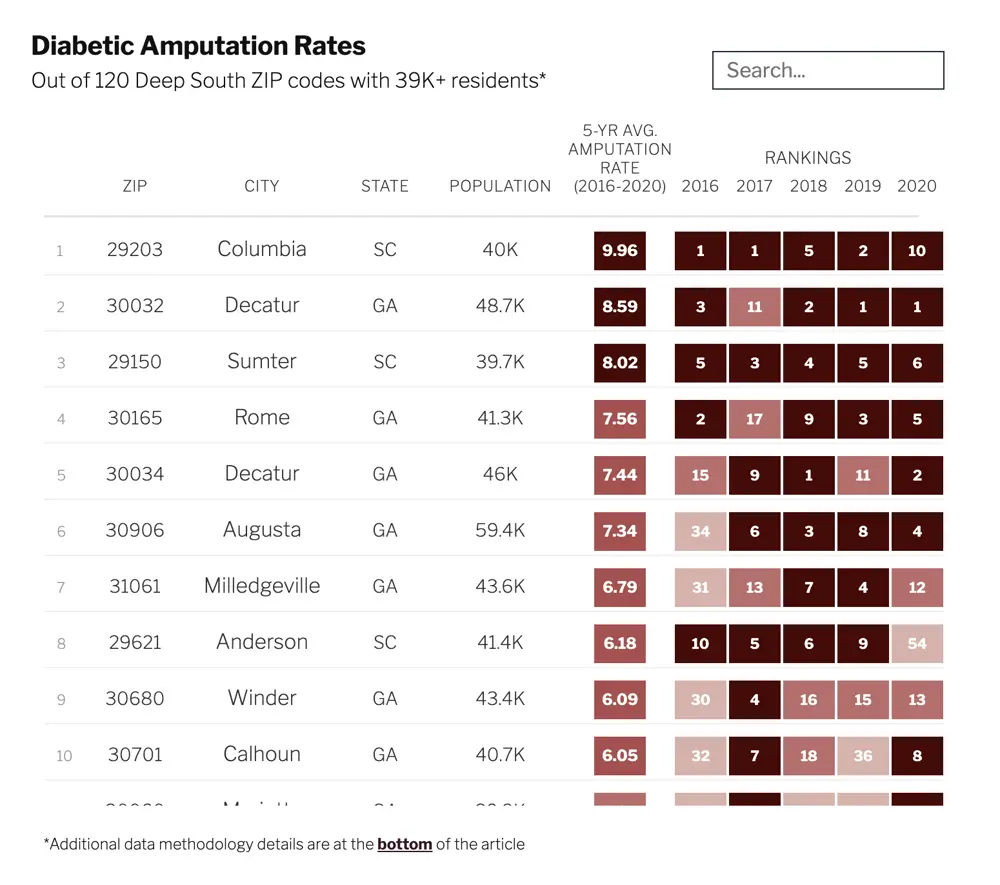 Diabetic Amputation Rates
Out of 120 Deep South ZIP codes with 39K+ residents*
Search...
5-YR AVG.
AMPUTATION
RATE
RANKINGS
ZIP CITY STATE POPULATION (2016-2020) 2016 2017 2018 2019 2020
1 29203 Columbia SC 40K 9.96 1 1 5 2 10
2 30032 Decatur GA 48.7K 8.59 3 11 2 1 1
3 29150 Sumter SC 39.7K 8.02 5 3 4 5 6
4 30165 Rome GA 41.3K 7.56 2 17 9 3 5
5 30034 Decatur GA 46K 7.44 15 9 1 11 2
6 30906 Augusta GA 59.4K 7.34 34 6 3 8 4
7 31061 Milledgeville GA 43.6K 6.79 31 13 7 4 12
8 29621 Anderson SC 41.4K 6.18 10 5 6 9 54
9 30680 Winder GA 43.4K 6.09 30 4 16 15 13
10 30701 Calhoun GA 40.7K 6.05 32 7 18 36 8
*Additional data methodology details are at the bottom of the article